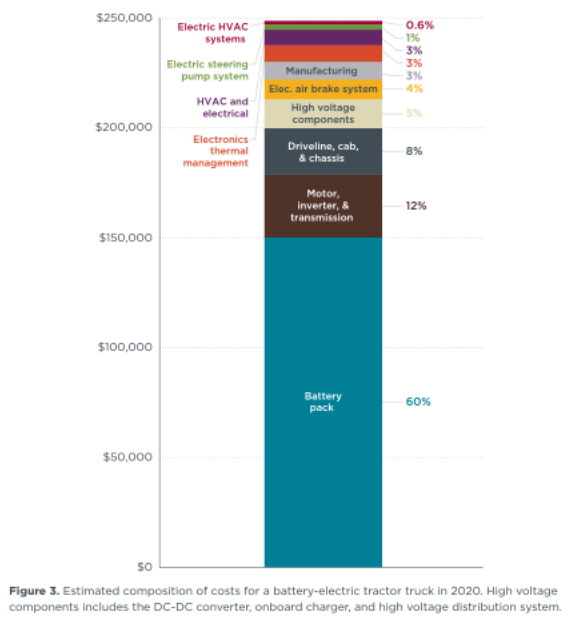 $250,000
$200,000
$150,000
$100,000
$50,000
$0
Electric HVAC
systems
Electric steering
pump system
HVAC and
electrical
Electronics
thermal
management
Manufacturing
Elec. air brake system
High voltage
components
Driveline, cab,
& chassis
Motor,
inverter, &
transmission
Battery
pack
0.6%
1%
3%
3%
3%
4%
5%
8%
12%
60%
Figure 3. Estimated composition of costs for a battery-electric tractor truck in 2020. High voltage
components includes the DC-DC converter, onboard charger, and high voltage distribution system.